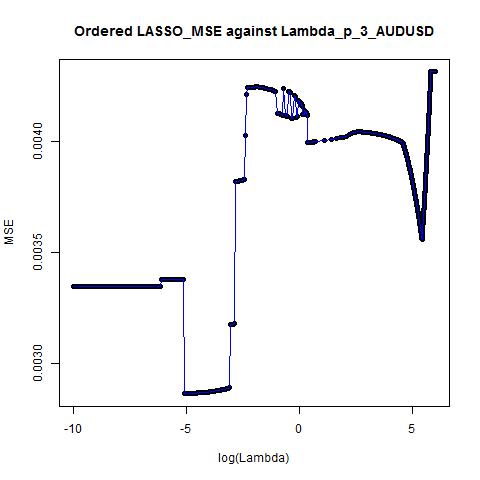 Ordered LASSO_MSE against Lambda_p_3_AUDUSD
0.0040
0.0035
0.0030
MSE
-10 -5 0 5
log(Lambda)